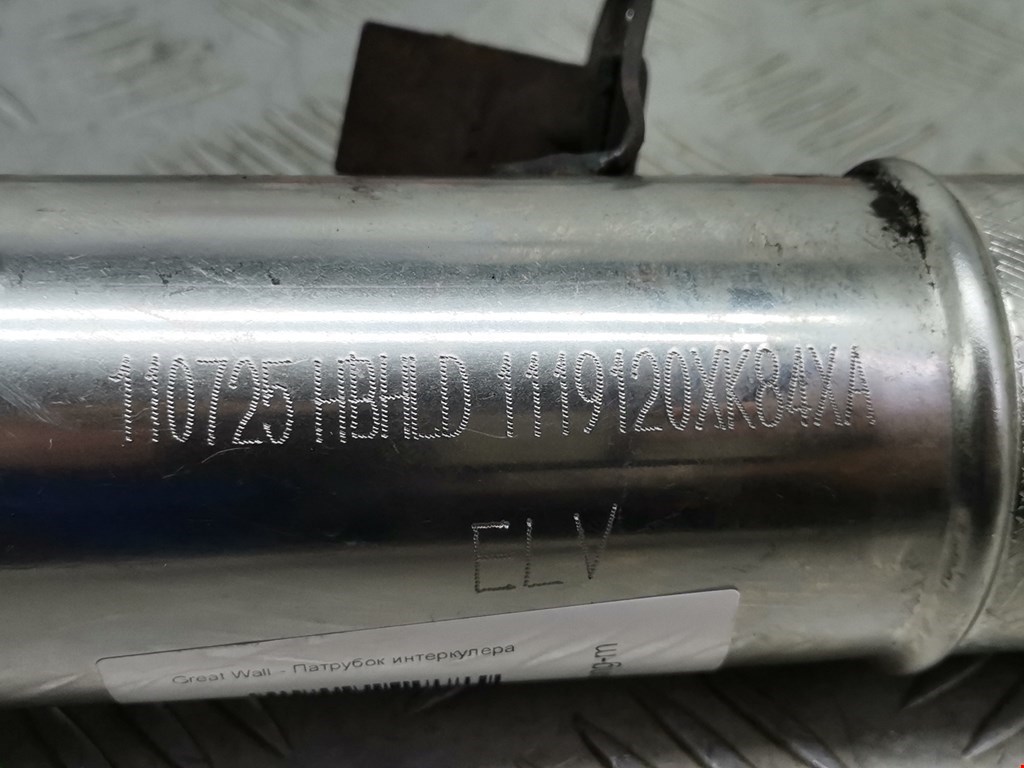 110725 HBHLD 1119120XK84XA
ELV
Great Wall - Патрубок интеркулера